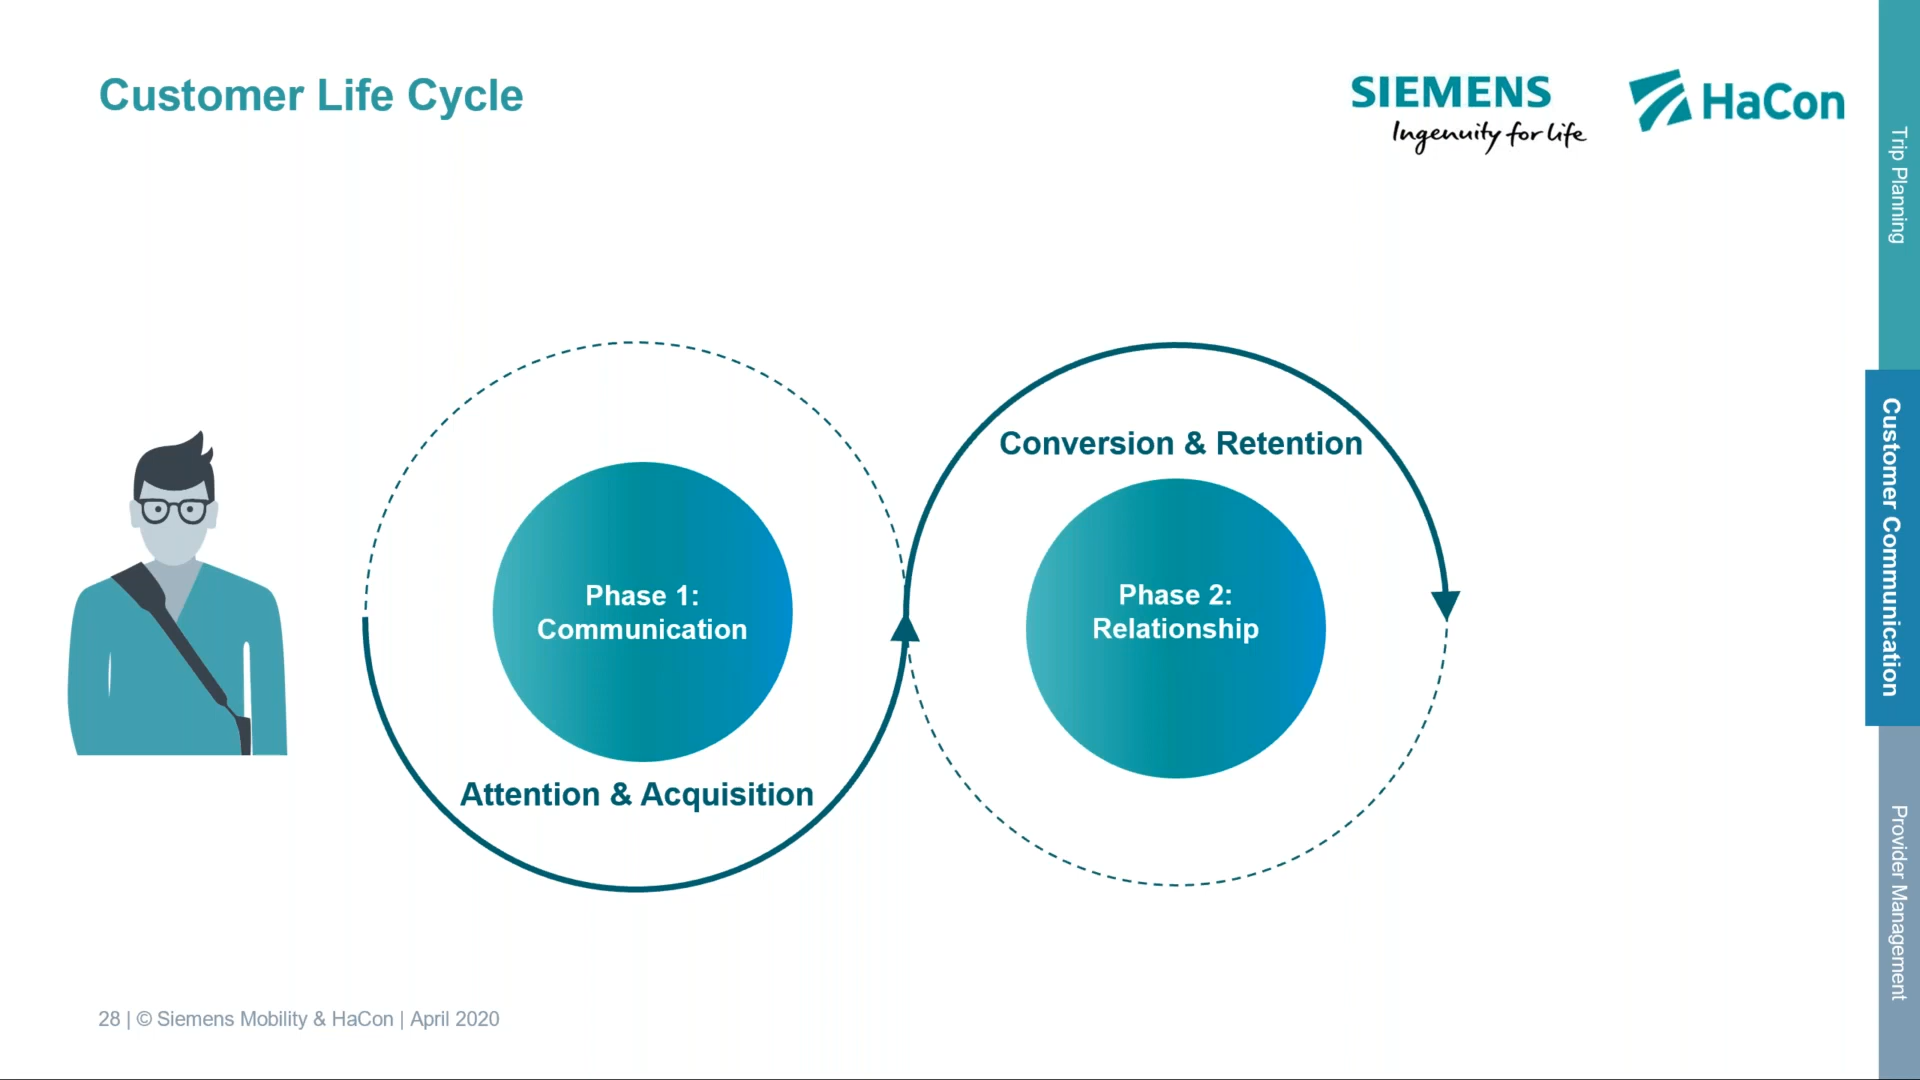 Customer Life Cycle
SIEMENS
Ingenuity for life
HaCon
Trip Planning
Customer Communication
Provider Management
Conversion & Retention
Phase 1:
Communication
Phase 2:
Relationship
Attention & Acquisition
28 | © Siemens Mobility & HaCon | April 2020